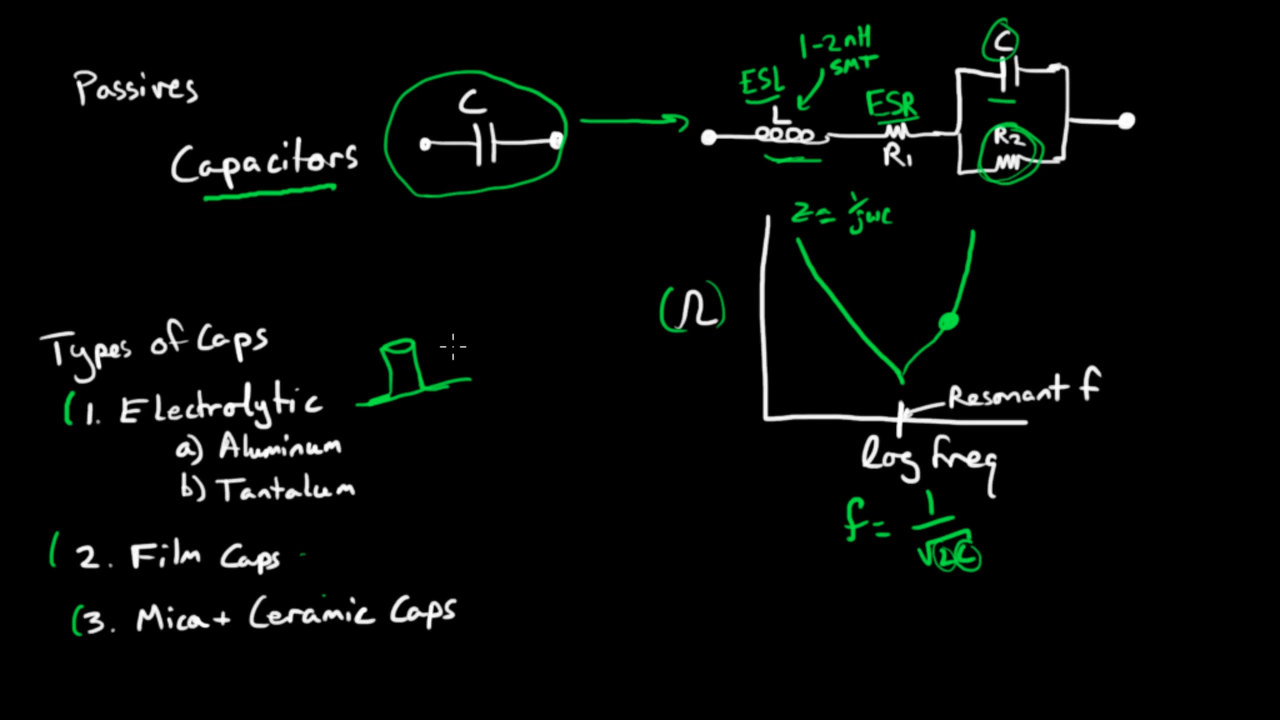 Passives
Capacitors
C
ESL
1-2nH
SMT
L
ESR
R1
C
R2
Z = 1/jwc
(Ω)
Resonant f
log freq
f = 1/√LC
Types of Caps
(1. Electrolytic
a) Aluminum
b) Tantalum
(2. Film Caps
(3. Mica + Ceramic Caps